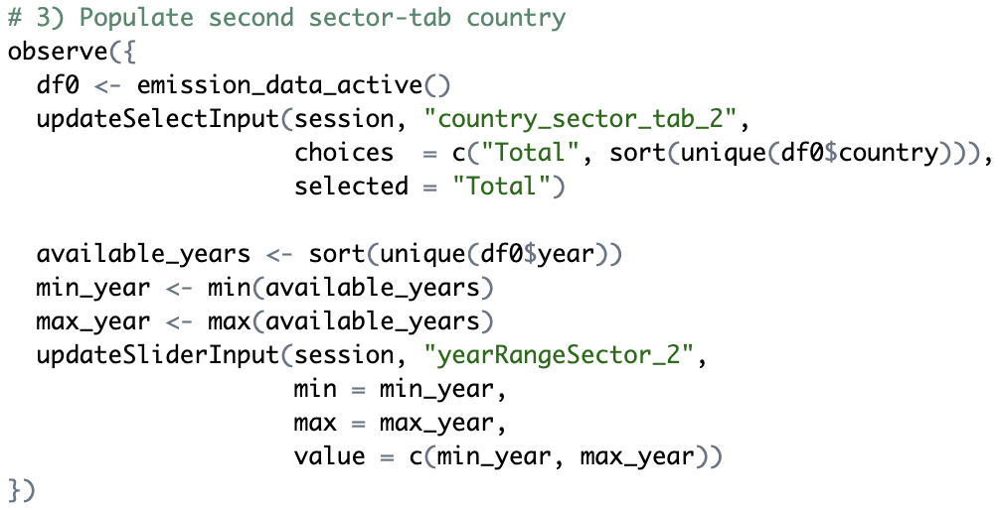 # 3) Populate second sector-tab country
observe({
  df0 <- emission_data_active()
  updateSelectInput(session, "country_sector_tab_2",
                    choices  = c("Total", sort(unique(df0$country))),
                    selected = "Total")

  available_years <- sort(unique(df0$year))
  min_year <- min(available_years)
  max_year <- max(available_years)
  updateSliderInput(session, "yearRangeSector_2",
                    min = min_year,
                    max = max_year,
                    value = c(min_year, max_year))
})